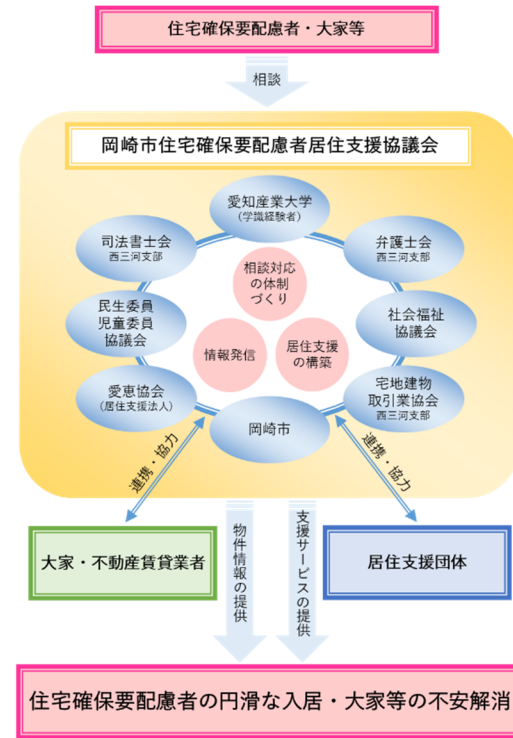 住宅確保要配慮者・大家等
相談
岡崎市住宅確保要配慮者居住支援協議会
愛知産業大学
(学識経験者)
司法書士会
西三河支部
弁護士会
西三河支部
相談対応
の体制
づくり
民生委員
児童委員
協議会
社会福祉
協議会
情報発信
居住支援
の構築
愛恵協会
(居住支援法人)
宅地建物
取引業協会
西三河支部
岡崎市
連携・協力
連携・協力
大家・不動産賃貸業者
物件情報の提供
支援サービスの提供
居住支援団体
住宅確保要配慮者の円滑な入居・大家等の不安解消